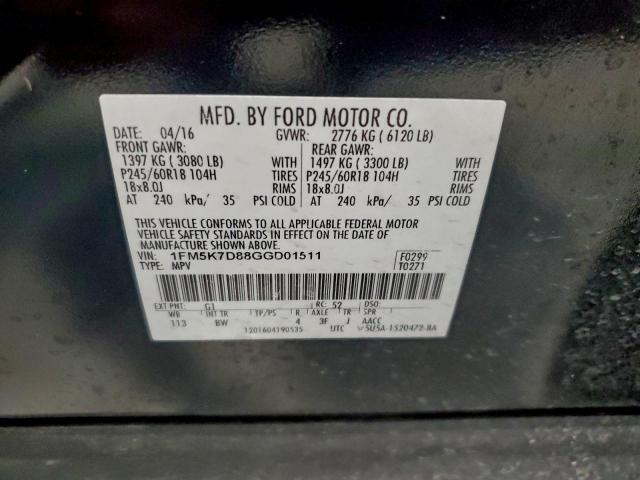 MFD. BY FORD MOTOR CO.
DATE: 04/16 GVWR: 2776 KG ( 6120 LB)
FRONT GAWR: REAR GAWR:
1397 KG ( 3080 LB) WITH 1497 KG ( 3300 LB) WITH
P245/60R18 104H TIRES P245/60R18 104H TIRES
18x8.0J RIMS 18x8.0J RIMS
AT 240 kPa/ 35 PSI COLD AT 240 kPa/ 35 PSI COLD
THIS VEHICLE CONFORMS TO ALL APPLICABLE FEDERAL MOTOR
VEHICLE SAFETY STANDARDS IN EFFECT ON THE DATE OF
MANUFACTURE SHOWN ABOVE.
VIN: 1FM5K7D88GGD01511 F0299
TYPE: MPV T0271
EXT PNT: G1 RC: 52 DSO:
WB INT TR TP/PS R AXLE TR SPR
113 BW 4 3F J AACC
1201604190535 UTC 5U5A-1520472-BA